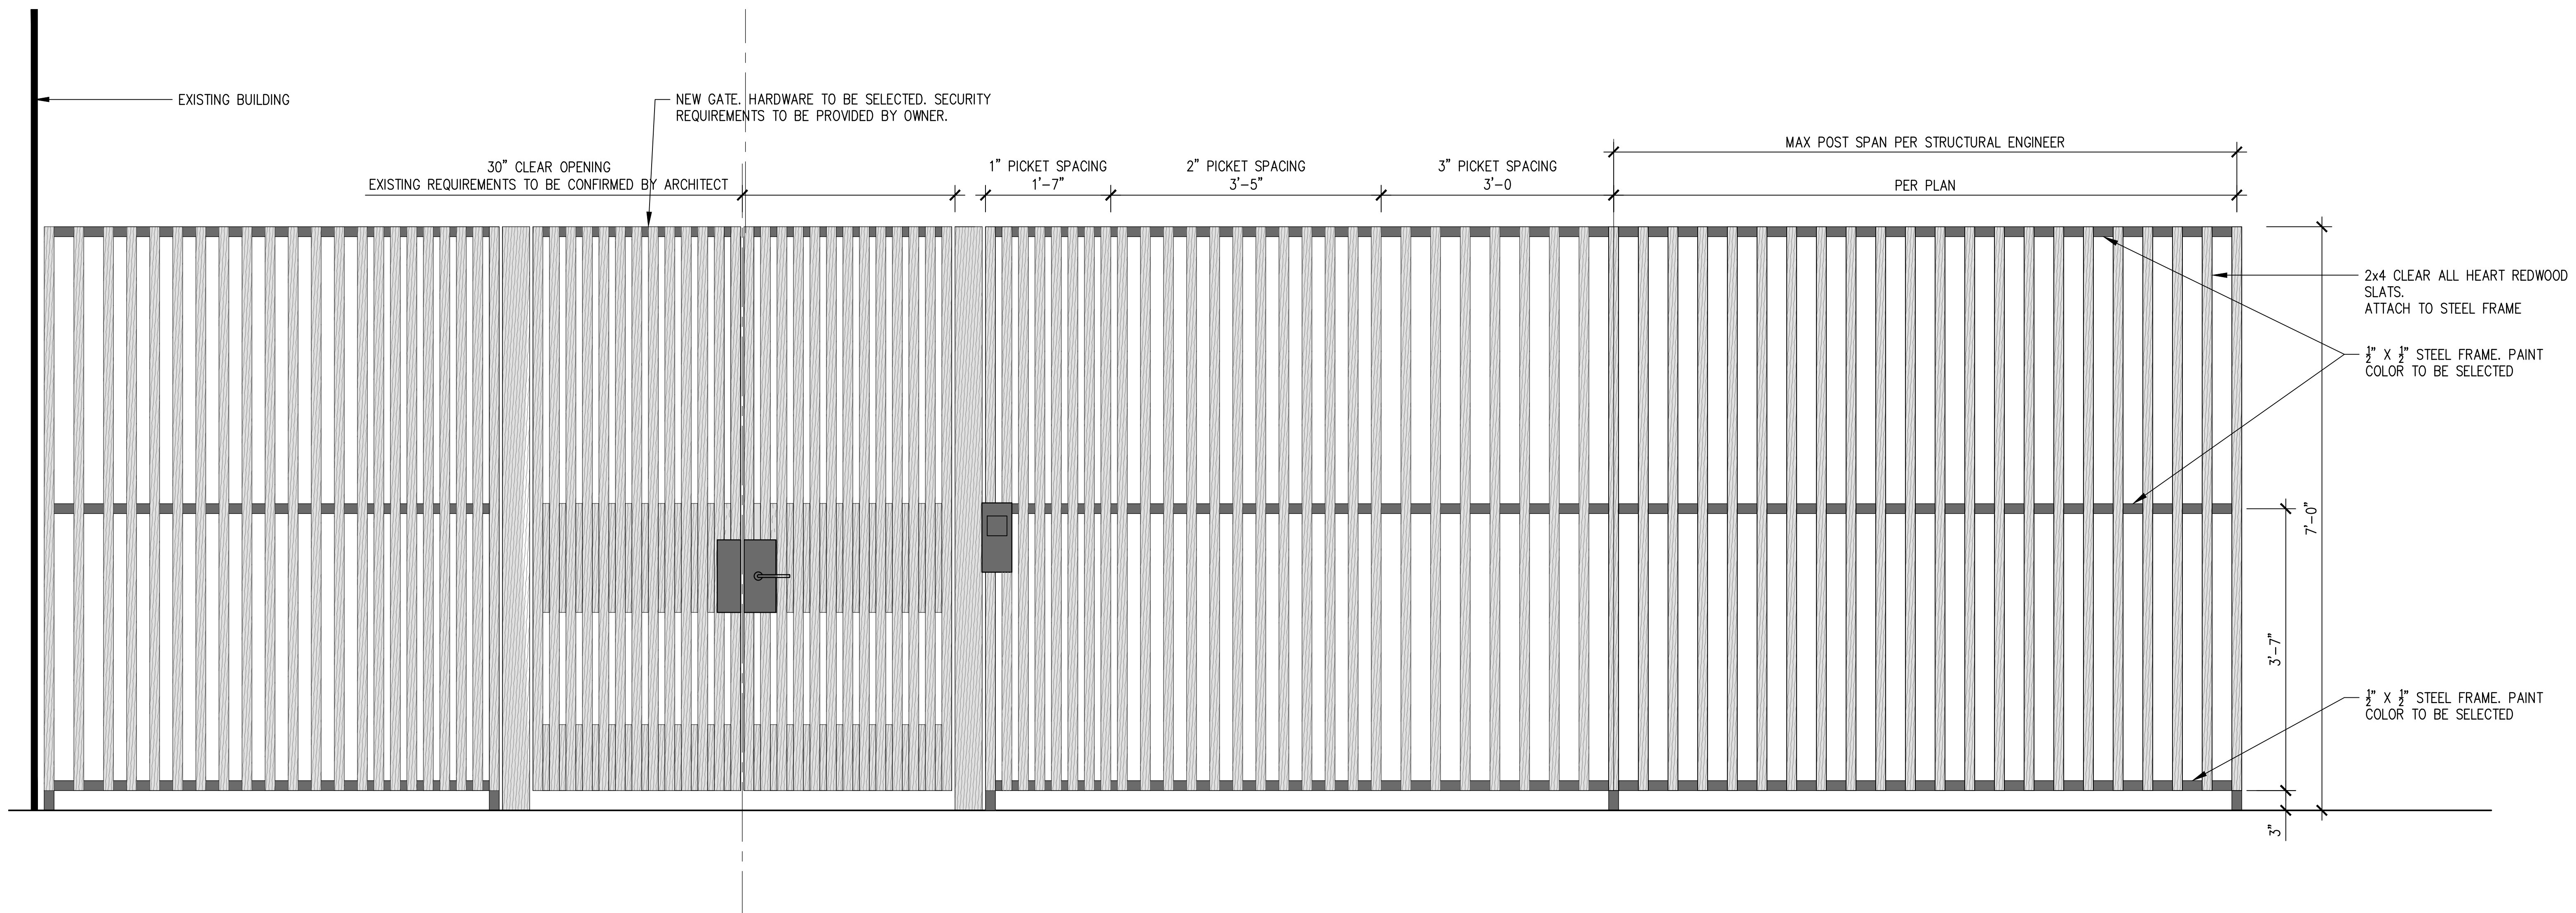 EXISTING BUILDING
NEW GATE. HARDWARE TO BE SELECTED. SECURITY
REQUIREMENTS TO BE PROVIDED BY OWNER.
30" CLEAR OPENING
EXISTING REQUIREMENTS TO BE CONFIRMED BY ARCHITECT
1" PICKET SPACING
1'-7"
2" PICKET SPACING
3'-5"
3" PICKET SPACING
3'-0
MAX POST SPAN PER STRUCTURAL ENGINEER
PER PLAN
2x4 CLEAR ALL HEART REDWOOD
SLATS.
ATTACH TO STEEL FRAME
½" X ½" STEEL FRAME. PAINT
COLOR TO BE SELECTED
7'-0"
3'-7"
½" X ½" STEEL FRAME. PAINT
COLOR TO BE SELECTED
3"